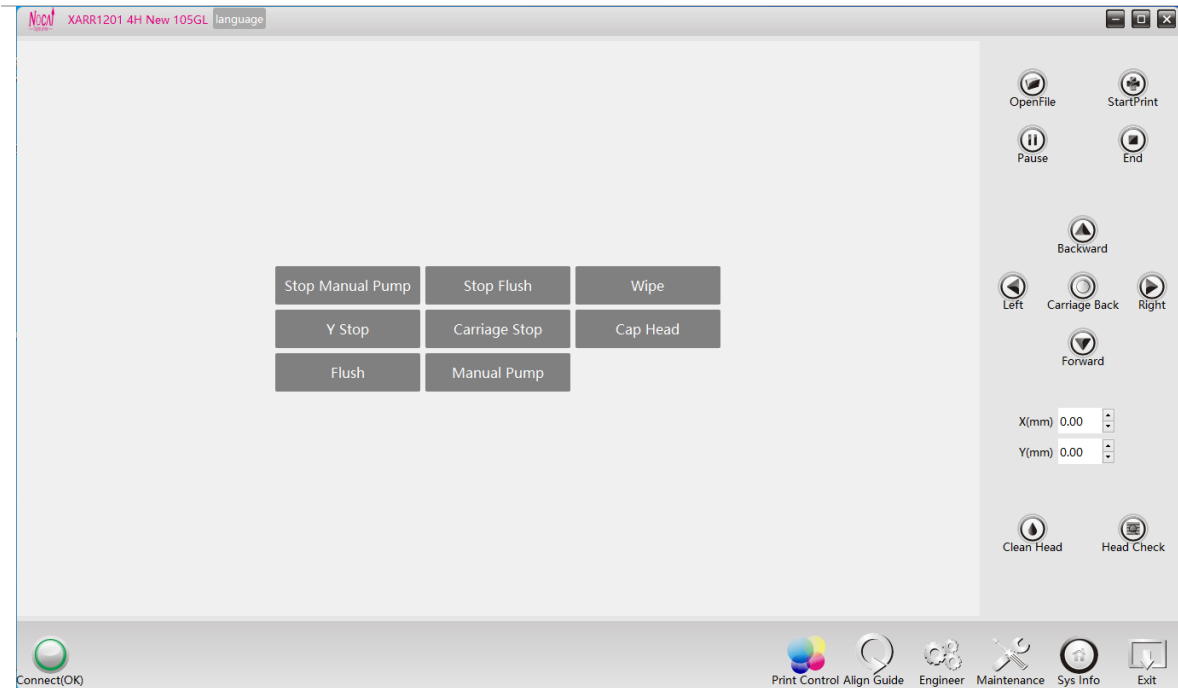 Nocai XARR1201 4H New 105GL language
OpenFile StartPrint
Pause End
Backward
Left Carriage Back Right
Forward
Stop Manual Pump Stop Flush Wipe
Y Stop Carriage Stop Cap Head
Flush Manual Pump
X(mm) 0.00
Y(mm) 0.00
Clean Head Head Check
Connect(OK) Print Control Align Guide Engineer Maintenance Sys Info Exit